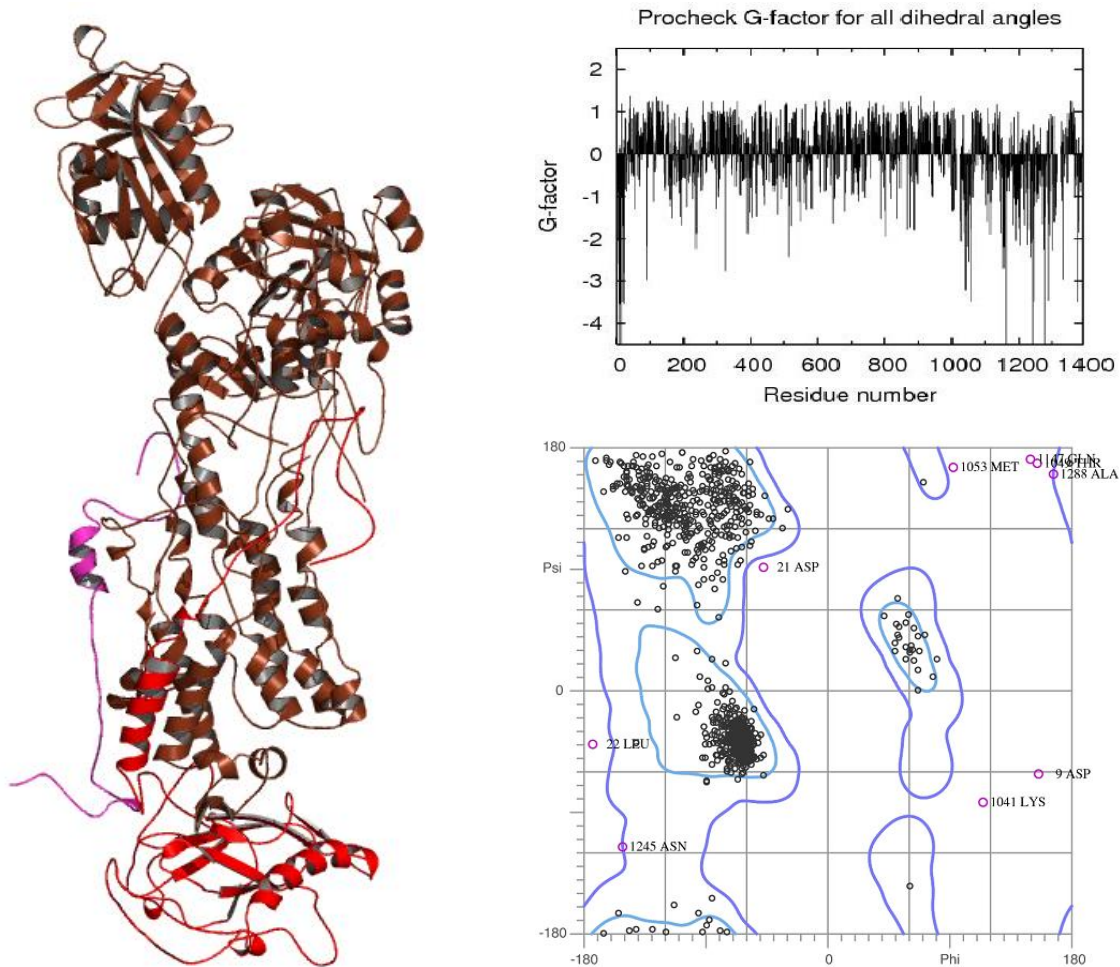 Procheck G-factor for all dihedral angles
2
1
0
-1
-2
-3
-4
G-factor
0 200 400 600 800 1000 1200 1400
Residue number
180
Psi
0
-180
1053 MET
1288 ALA
21 ASP
9 ASP
1041 LYS
1245 ASN
-180 0 Phi 180